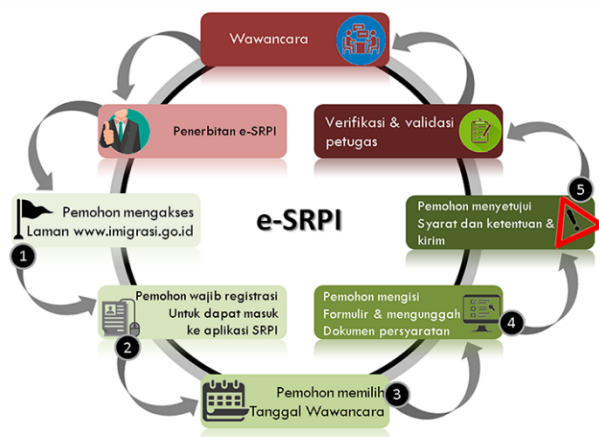 Wawancara
Penerbitan e-SRPI
Verifikasi & validasi
petugas
e-SRPI
Pemohon mengakses
Laman www.imigrasi.go.id
1
Pemohon wajib registrasi
Untuk dapat masuk
ke aplikasi SRPI
2
Pemohon memilih
Tanggal Wawancara
3
Pemohon mengisi
Formulir & mengunggah
Dokumen persyaratan
4
Pemohon menyetujui
Syarat dan ketentuan &
kirim
5